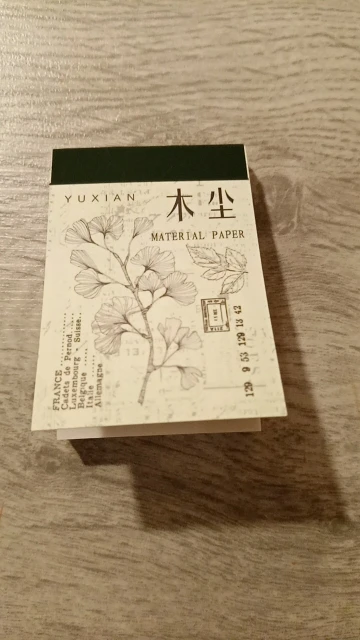 YUXIAN
木尘
MATERIAL PAPER
129 9 53 129 13 42
FRANCE
Cadets de Pernod
Luxembourg - Suisse..
Belgique .....
Italie .....
Allemagne